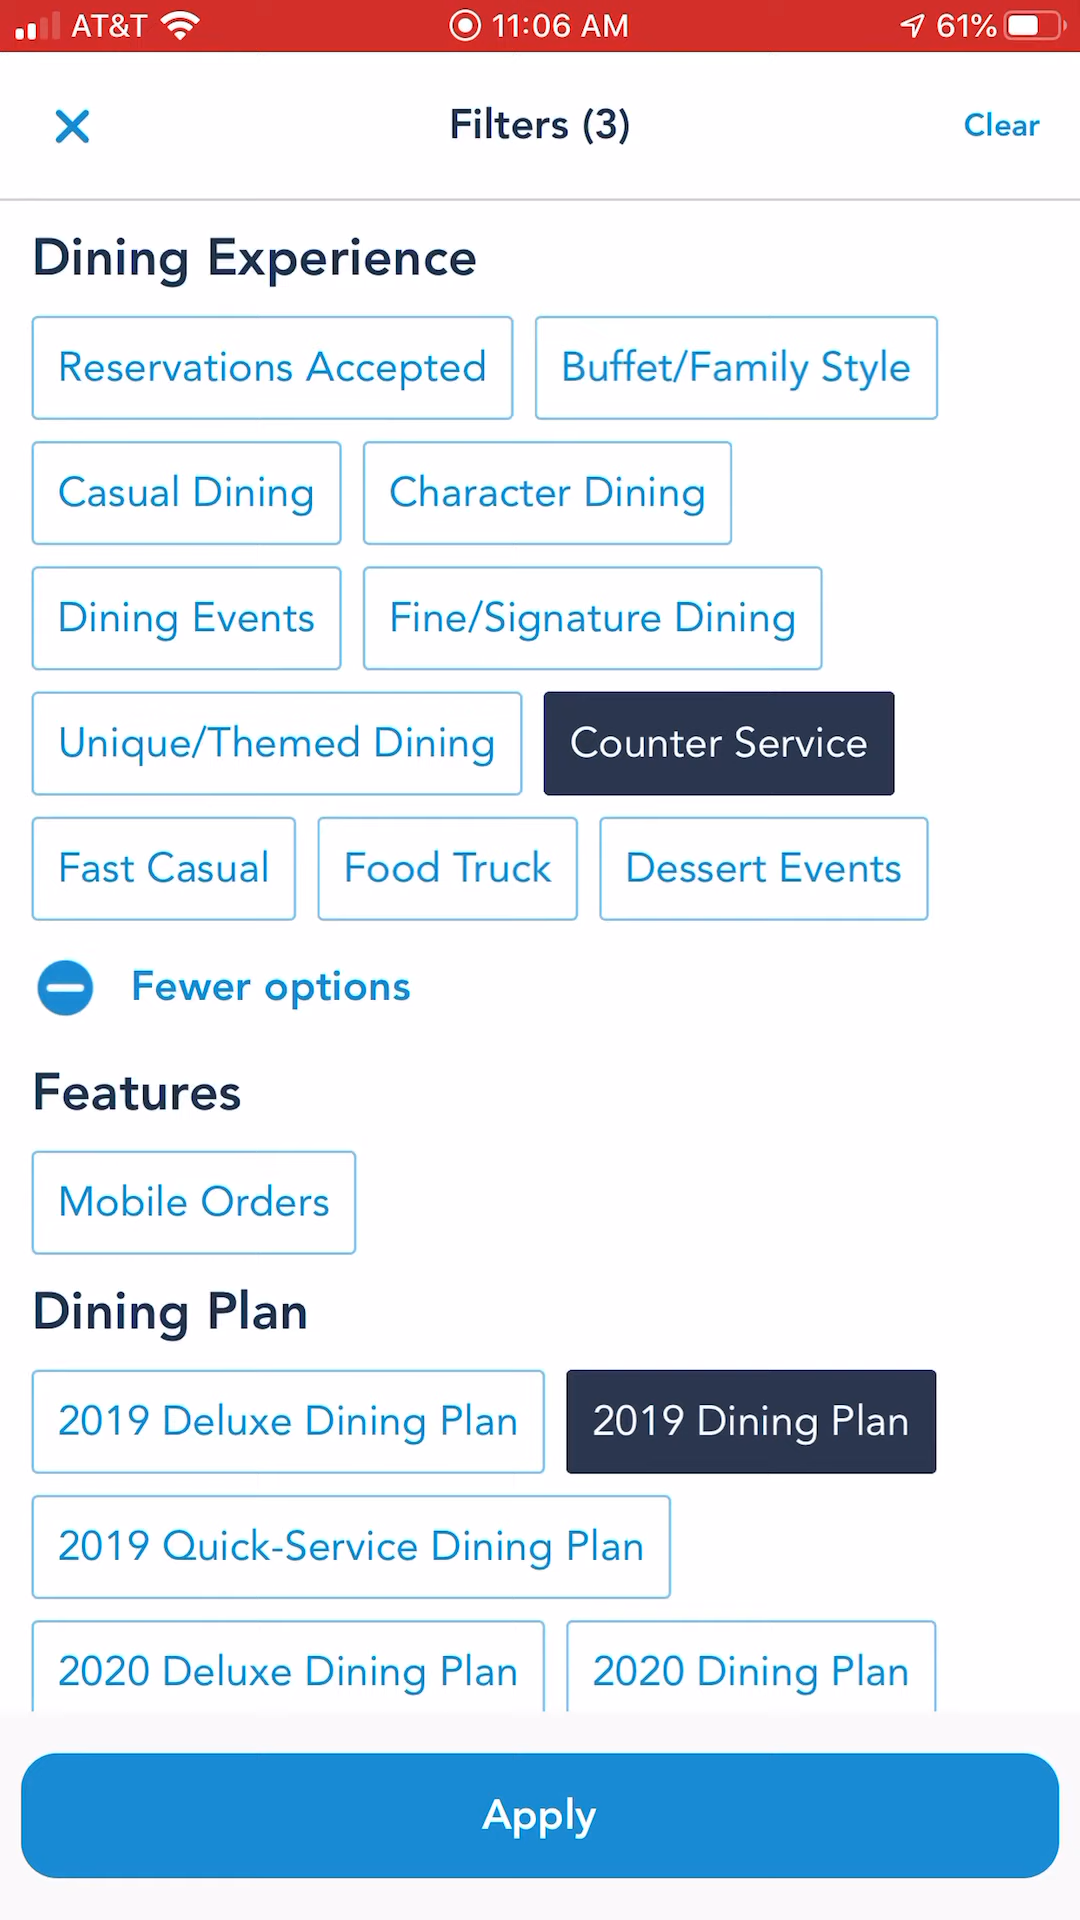 AT&T 11:06 AM 61%
Filters (3) Clear
Dining Experience
Reservations Accepted Buffet/Family Style
Casual Dining Character Dining
Dining Events Fine/Signature Dining
Unique/Themed Dining Counter Service
Fast Casual Food Truck Dessert Events
Fewer options
Features
Mobile Orders
Dining Plan
2019 Deluxe Dining Plan 2019 Dining Plan
2019 Quick-Service Dining Plan
2020 Deluxe Dining Plan 2020 Dining Plan
Apply